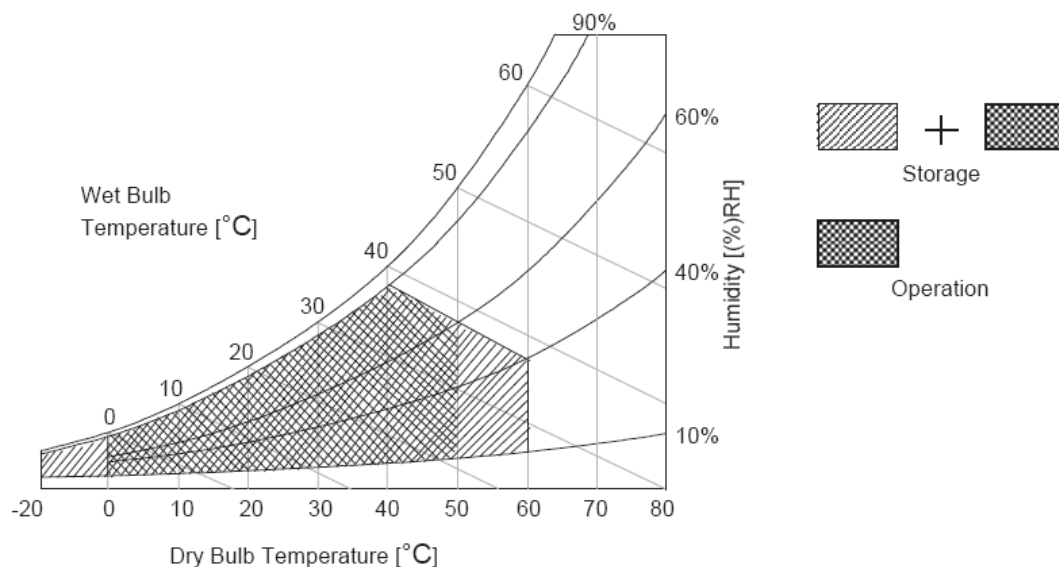 90%
60
60%
50
Storage
Wet Bulb
Temperature [°C]
40
40%
Humidity [(%)RH]
Operation
30
20
10
0
10%
-20 0 10 20 30 40 50 60 70 80
Dry Bulb Temperature [°C]